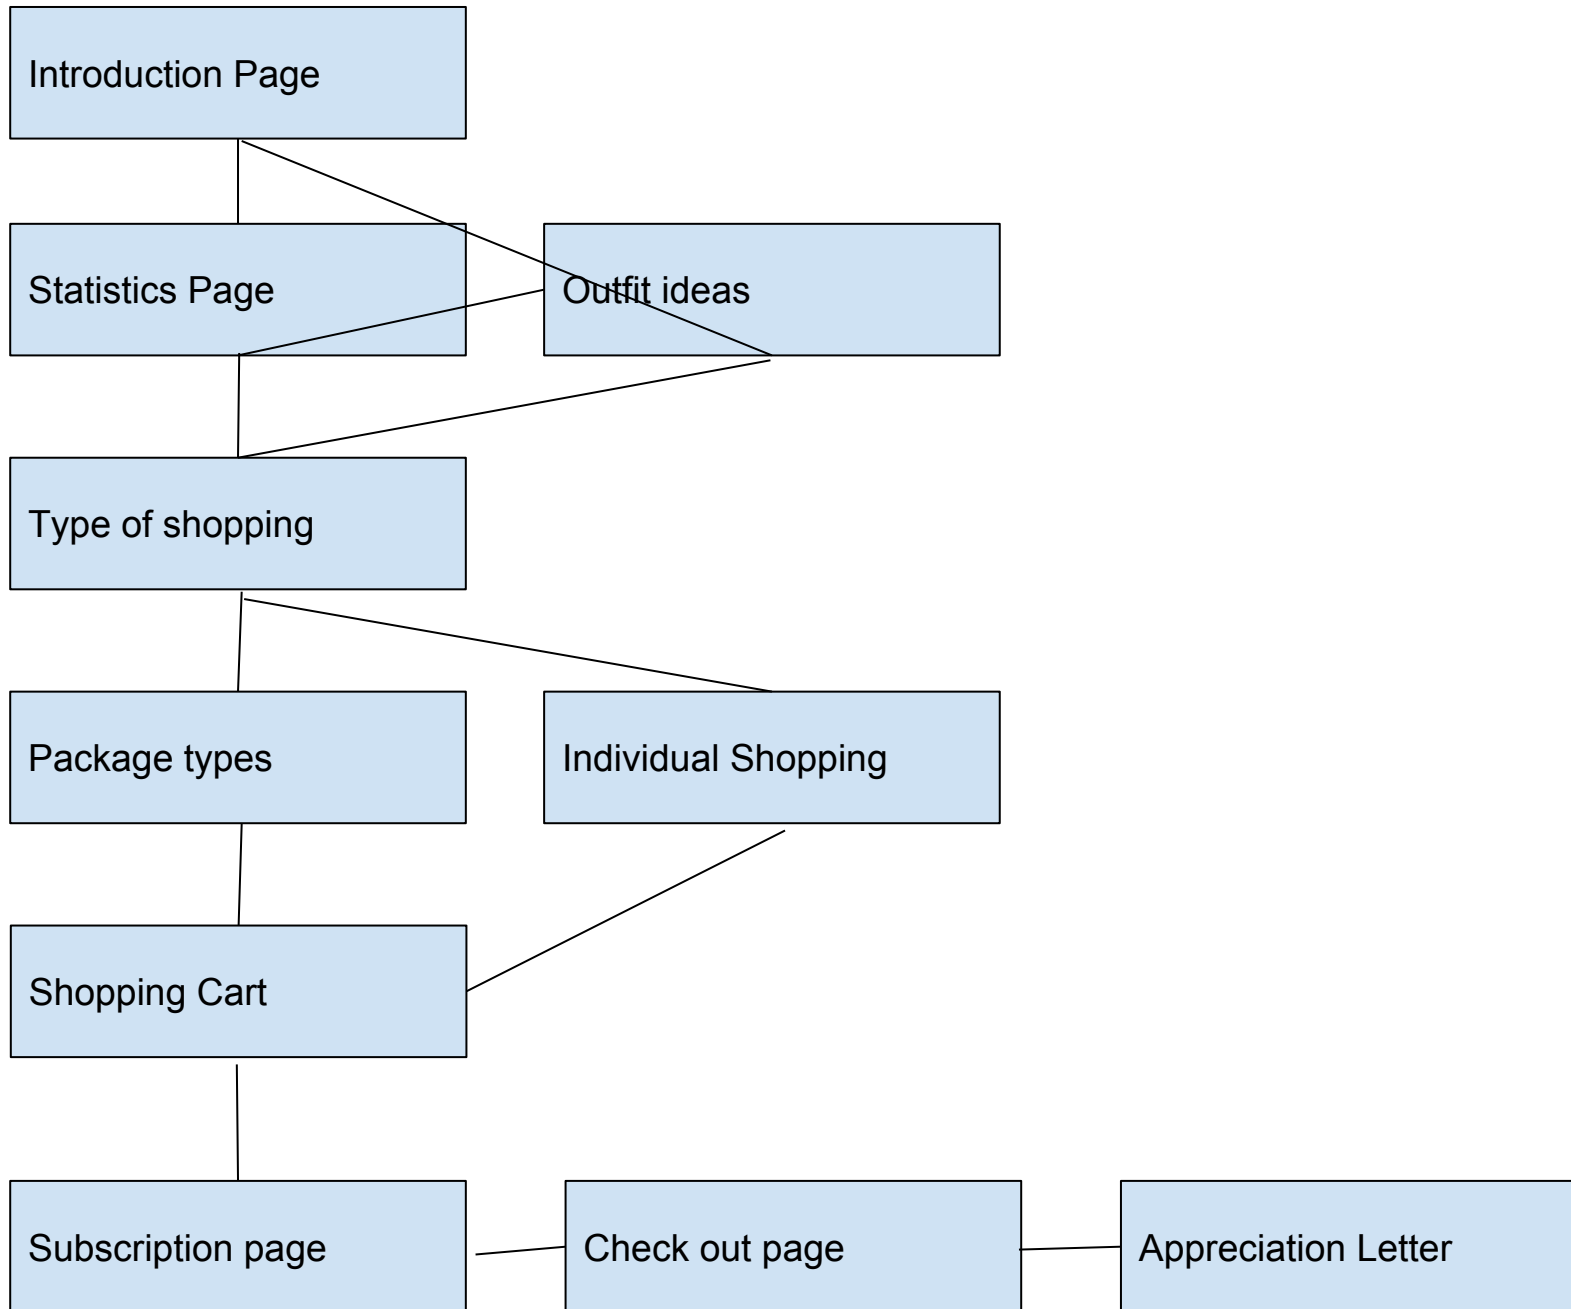 Introduction Page
Statistics Page
Outfit ideas
Type of shopping
Package types
Individual Shopping
Shopping Cart
Subscription page
Check out page
Appreciation Letter